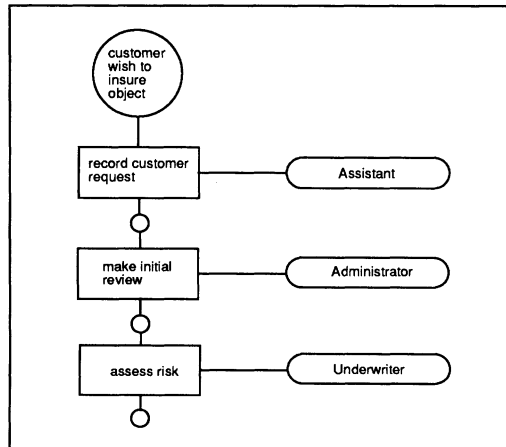 customer
wish to
insure
object
record customer
request
Assistant
make initial
review
Administrator
assess risk
Underwriter